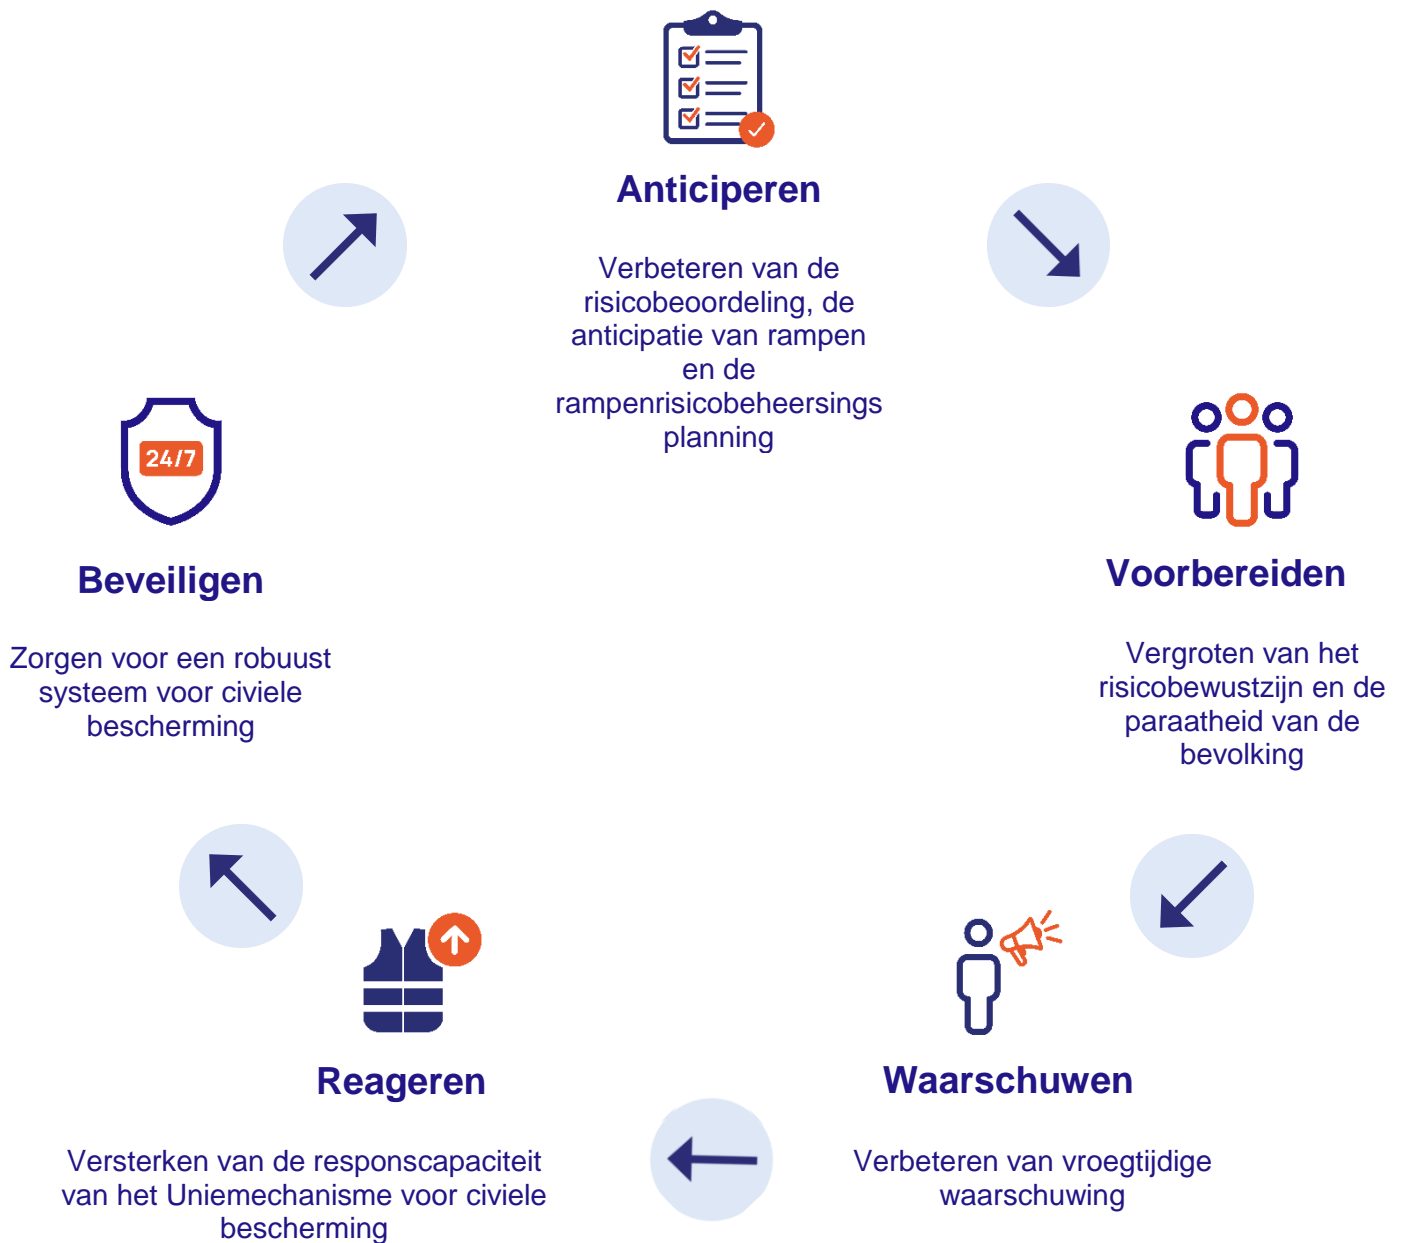 Anticiperen
Verbeteren van de
risicobeoordeling, de
anticipatie van rampen
en de
rampenrisicobeheersings
planning
Voorbereiden
Vergroten van het
risicobewustzijn en de
paraatheid van de
bevolking
Waarschuwen
Verbeteren van vroegtijdige
waarschuwing
Reageren
Versterken van de responscapaciteit
van het Uniemechanisme voor civiele
bescherming
24/7
Beveiligen
Zorgen voor een robuust
systeem voor civiele
bescherming